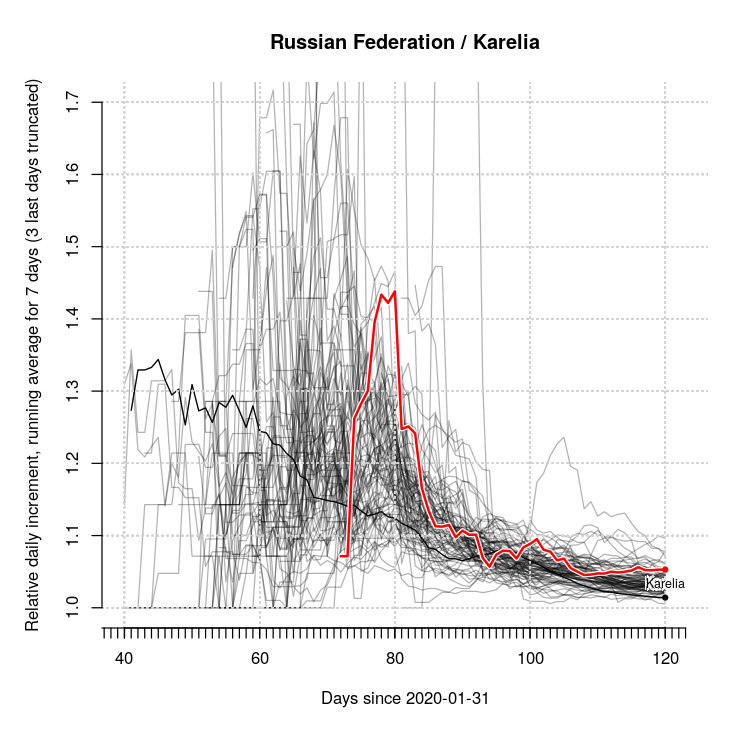 Russian Federation / Karelia
Relative daily increment, running average for 7 days (3 last days truncated)
1.7
1.6
1.5
1.4
1.3
1.2
1.1
1.0
Karelia
40 60 80 100 120
Days since 2020-01-31